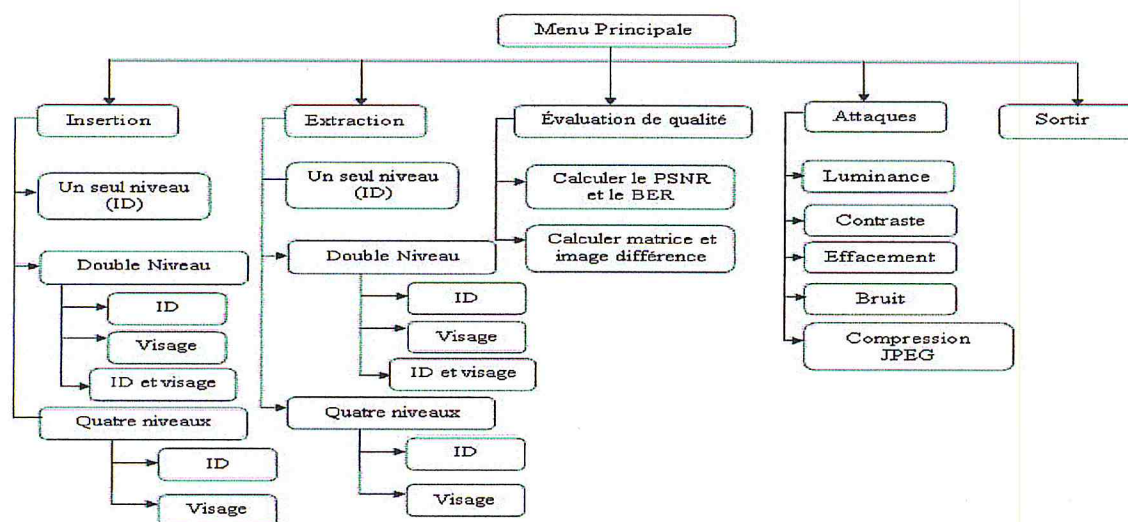 Menu Principale
Insertion
Un seul niveau
(ID)
Double Niveau
ID
Visage
ID et visage
Quatre niveaux
ID
Visage
Extraction
Un seul niveau
(ID)
Double Niveau
ID
Visage
ID et visage
Quatre niveaux
ID
Visage
Évaluation de qualité
Calculer le PSNR
et le BER
Calculer matrice et
image différence
Attaques
Luminance
Contraste
Effacement
Bruit
Compression
JPEG
Sortir